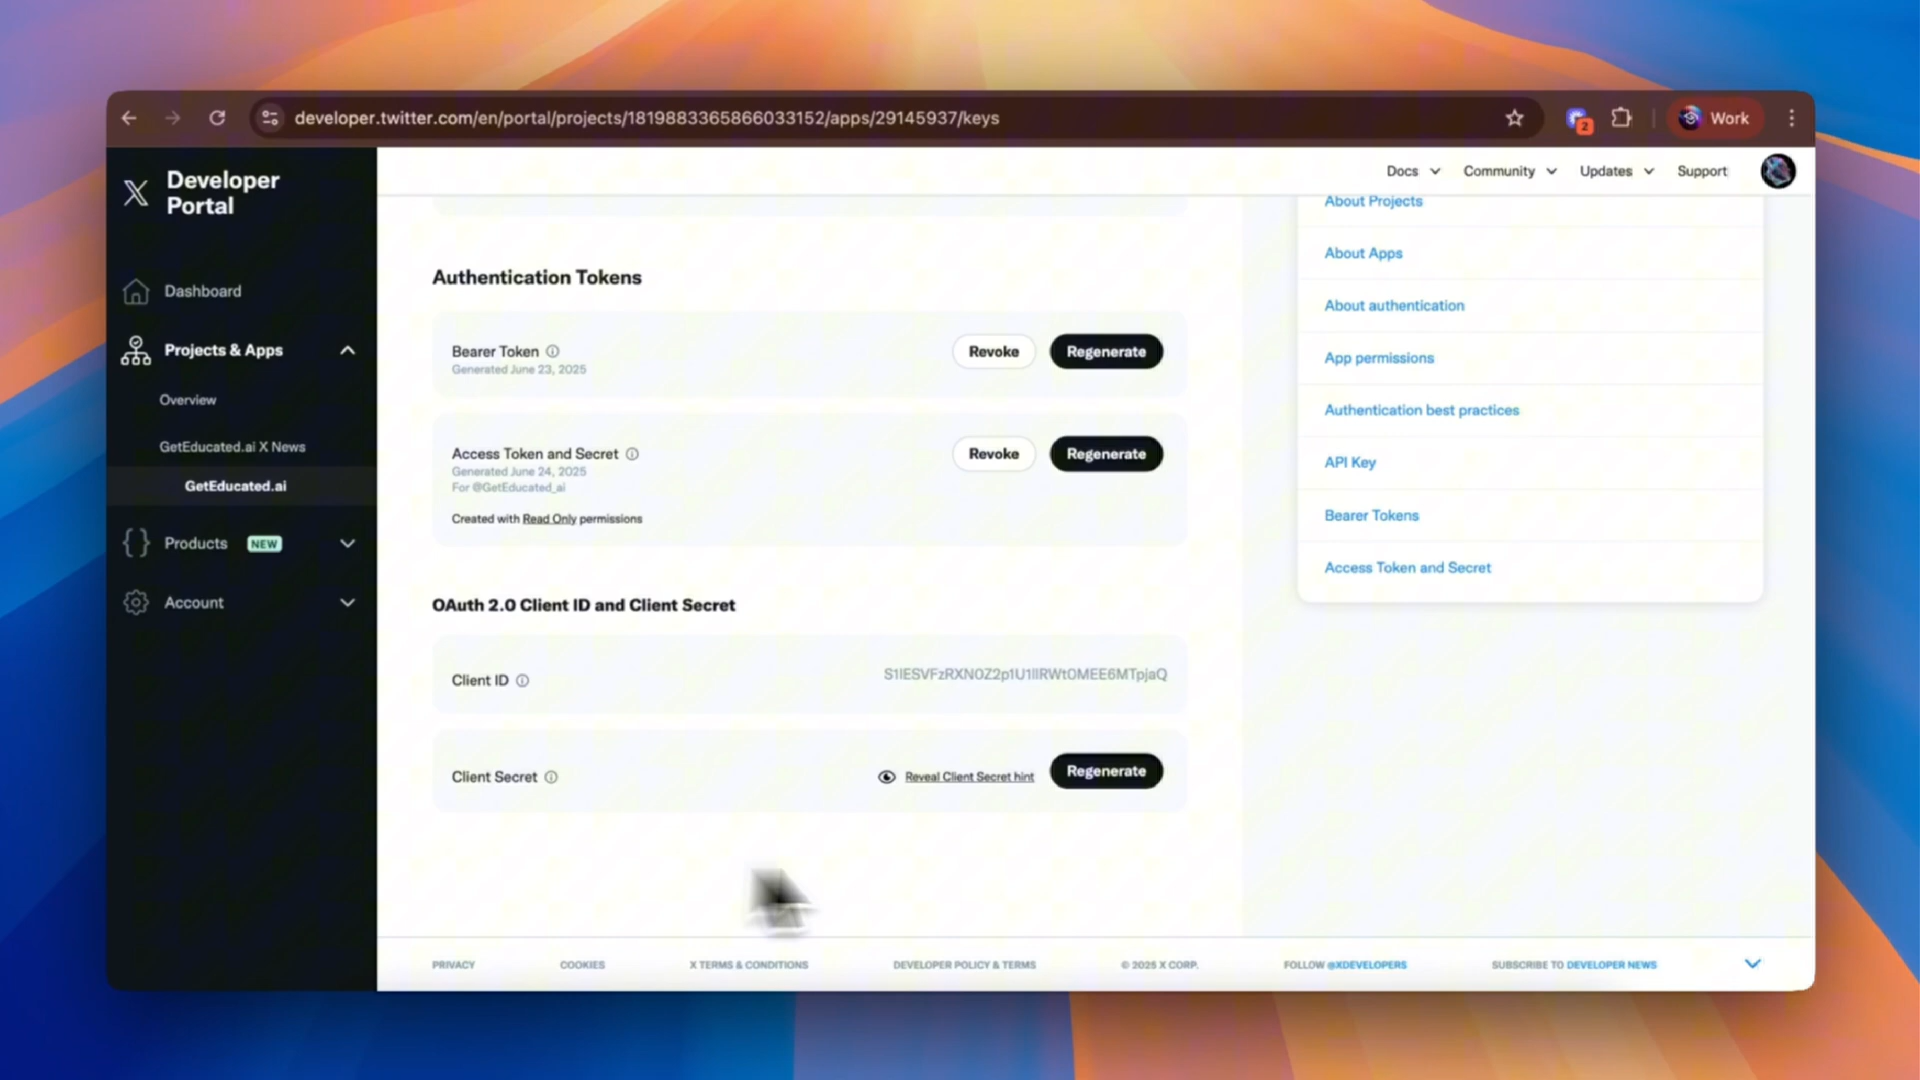 developer.twitter.com/en/portal/projects/1819883365866033152/apps/29145937/keys
2
Work
Developer
Portal
Docs
Community
Updates
Support
Dashboard
Projects & Apps
Overview
GetEducated.ai X News
GetEducated.ai
Products
NEW
Account
Authentication Tokens
Bearer Token
Generated June 23, 2025
Revoke
Regenerate
Access Token and Secret
Generated June 24, 2025
For @GetEducated_ai
Created with Read Only permissions
Revoke
Regenerate
OAuth 2.0 Client ID and Client Secret
Client ID
Client Secret
Reveal Client Secret hint
Regenerate
About Projects
About Apps
About authentication
App permissions
Authentication best practices
API Key
Bearer Tokens
Access Token and Secret
PRIVACY
COOKIES
X TERMS & CONDITIONS
DEVELOPER POLICY & TERMS
© 2025 X CORP.
FOLLOW @XDEVELOPERS
SUBSCRIBE TO DEVELOPER NEWS